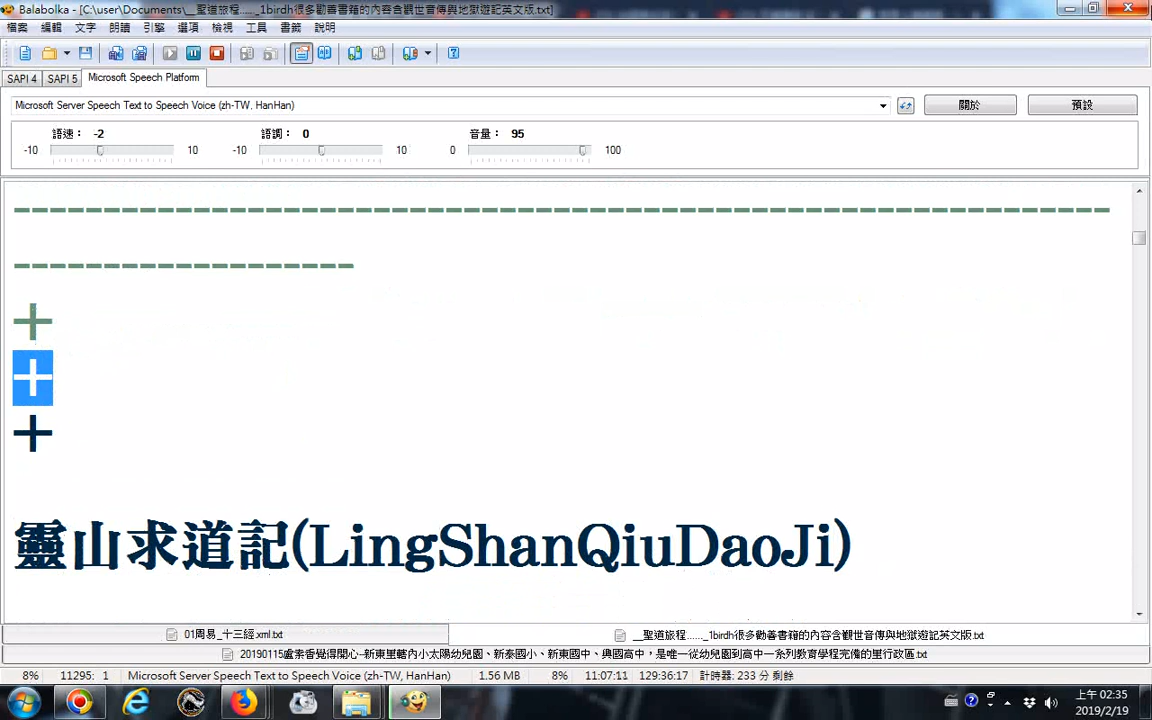 Balabolka - [C:\user\Documents\__聖道旅程......_1birdh很多勸善書籍的內容含觀世音傳與地獄遊記英文版.txt]
檔案 編輯 文字 朗讀 引擎 選項 檢視 工具 書籤 說明
SAPI 4 SAPI 5 Microsoft Speech Platform
Microsoft Server Speech Text to Speech Voice (zh-TW, HanHan) 關於 預設
語速： -2 語調： 0 音量： 95
-10 10 -10 10 0 100
-------------------------------------------------------------
-------------------
+
+
+
靈山求道記(LingShanQiuDaoJi)
01周易_十三經.xml.txt __聖道旅程......_1birdh很多勸善書籍的內容含觀世音傳與地獄遊記英文版.txt
20190115盧素香覺得開心-新東里轄內小太陽幼兒園、新泰國小、新東國中、興國高中，是唯一從幼兒園到高中一系列教育學程完備的里行政區.txt
8% 11295: 1 Microsoft Server Speech Text to Speech Voice (zh-TW, HanHan) 1.56 MB 8% 11:07:11 129:36:17 計時器: 233 分 剩餘
上午 02:35
2019/2/19